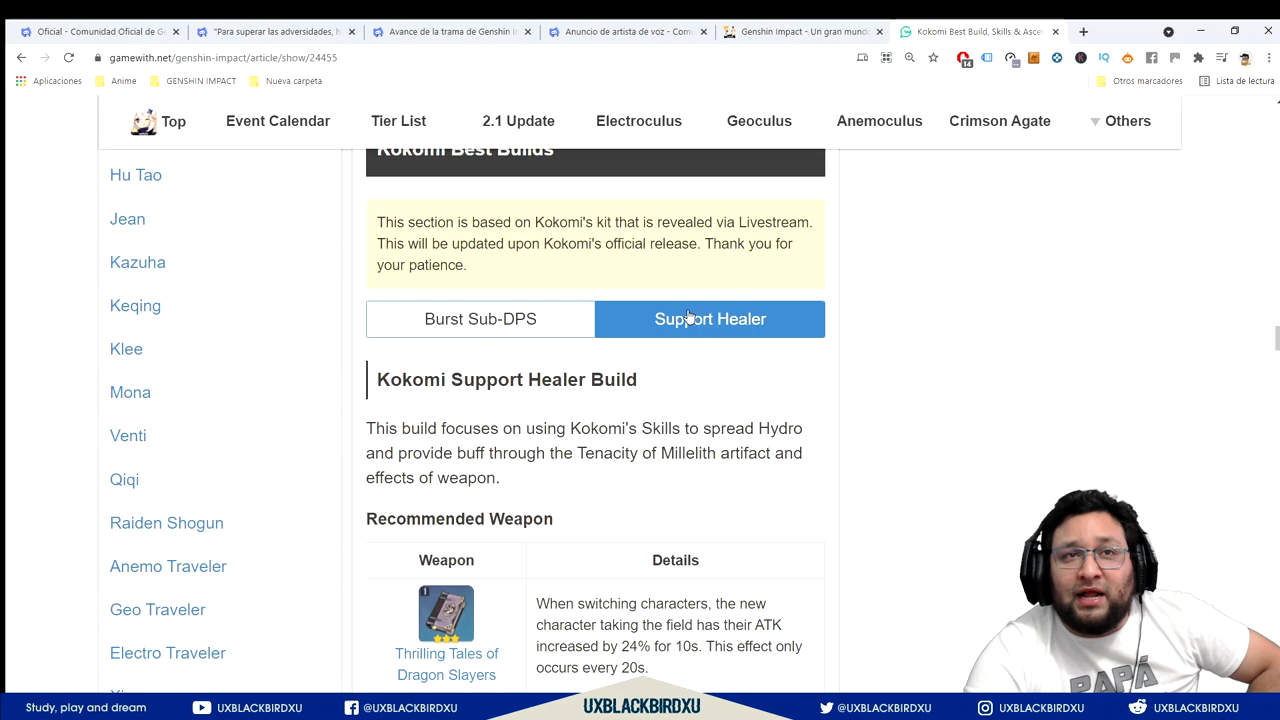 Oficial - Comunidad Oficial de Ge
"Para superar las adversidades, h
Avance de la trama de Genshin I
Anuncio de artista de voz - Com
Genshin Impact - Un gran mund
Kokomi Best Build, Skills & Asce
gamewith.net/genshin-impact/article/show/24455
14
Aplicaciones
Anime
GENSHIN IMPACT
Nueva carpeta
Otros marcadores
Lista de lectura
Top
Event Calendar
Tier List
2.1 Update
Electroculus
Geoculus
Anemoculus
Crimson Agate
Others
Kokomi Best Builds
Hu Tao
Jean
Kazuha
Keqing
Klee
Mona
Venti
Qiqi
Raiden Shogun
Anemo Traveler
Geo Traveler
Electro Traveler
This section is based on Kokomi's kit that is revealed via Livestream.
This will be updated upon Kokomi's official release. Thank you for
your patience.
Burst Sub-DPS
Support Healer
Kokomi Support Healer Build
This build focuses on using Kokomi's Skills to spread Hydro
and provide buff through the Tenacity of Millelith artifact and
effects of weapon.
Recommended Weapon
Weapon
Details
1
Thrilling Tales of
Dragon Slayers
When switching characters, the new
character taking the field has their ATK
increased by 24% for 10s. This effect only
occurs every 20s.
PAPÁ
Study, play and dream
UXBLACKBIRDXU
@UXBLACKBIRDXU
UXBLACKBIRDXU
@UXBLACKBIRDXU
UXBLACKBIRDXU
UXBLACKBIRDXU